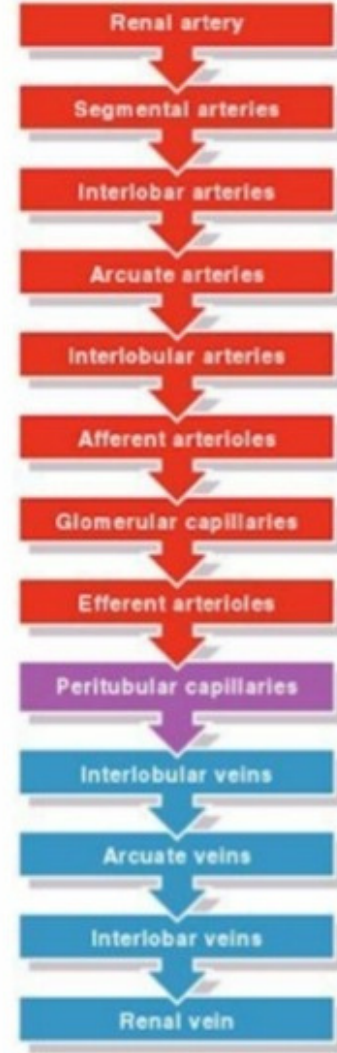 Renal artery
Segmental arteries
Interlobar arteries
Arcuate arteries
Interlobular arteries
Afferent arterioles
Glomerular capillaries
Efferent arterioles
Peritubular capillaries
Interlobular veins
Arcuate veins
Interlobar veins
Renal vein